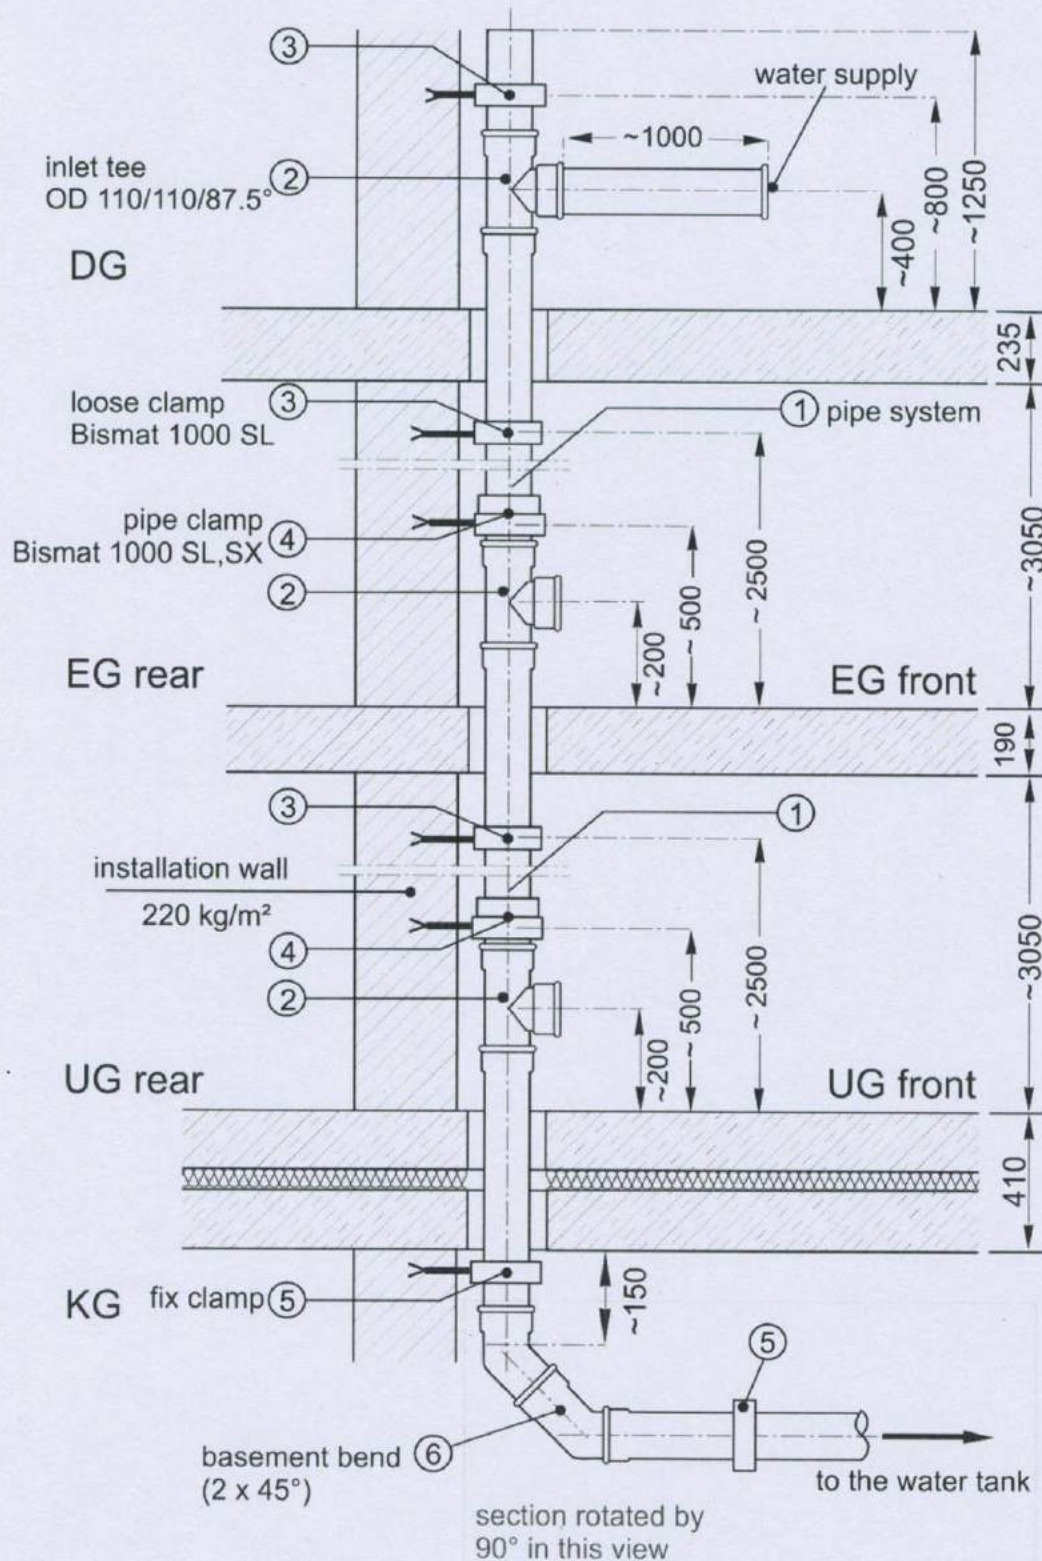 ③
water supply
~1000
inlet tee
OD 110/110/87.5°
②
~400
~800
~1250
DG
235
loose clamp
Bismat 1000 SL
③
① pipe system
pipe clamp
Bismat 1000 SL,SX
④
②
~200
~ 500
~ 2500
~3050
EG rear
EG front
190
③
①
installation wall
220 kg/m²
④
②
~200
~ 500
~2500
~3050
UG rear
UG front
410
KG
fix clamp ⑤
~150
⑤
basement bend ⑥
(2 x 45°)
to the water tank
section rotated by
90° in this view